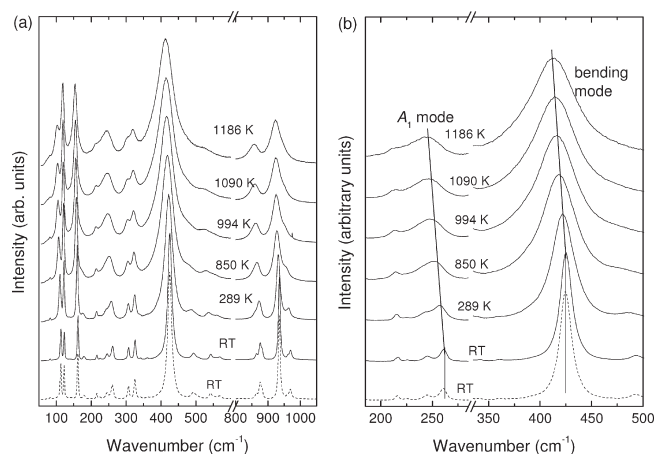 (a)
1186 K
1090 K
994 K
850 K
289 K
RT
RT
Intensity (arb. units)
100 200 300 400 500 800 900 1000
Wavenumber (cm-1)
(b)
bending
mode
A1 mode
1186 K
1090 K
994 K
850 K
289 K
RT
RT
Intensity (arbitrary units)
200 250 350 400 450 500
Wavenumber (cm-1)